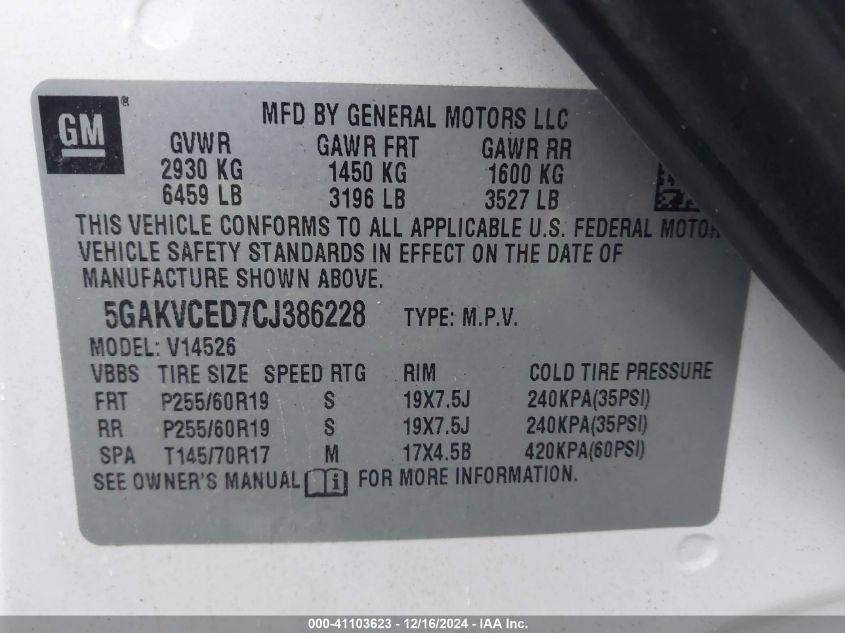 GM ®
MFD BY GENERAL MOTORS LLC
GVWR GAWR FRT GAWR RR
2930 KG 1450 KG 1600 KG
6459 LB 3196 LB 3527 LB
THIS VEHICLE CONFORMS TO ALL APPLICABLE U.S. FEDERAL MOTOR
VEHICLE SAFETY STANDARDS IN EFFECT ON THE DATE OF
MANUFACTURE SHOWN ABOVE.
5GAKVCED7CJ386228 TYPE: M.P.V.
MODEL: V14526
VBBS TIRE SIZE SPEED RTG RIM COLD TIRE PRESSURE
FRT P255/60R19 S 19X7.5J 240KPA(35PSI)
RR P255/60R19 S 19X7.5J 240KPA(35PSI)
SPA T145/70R17 M 17X4.5B 420KPA(60PSI)
SEE OWNER'S MANUAL i FOR MORE INFORMATION.
000-41103623 - 12/16/2024 - IAA Inc.